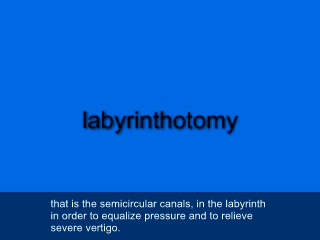 labyrinthotomy
that is the semicircular canals, in the labyrinth
in order to equalize pressure and to relieve
severe vertigo.